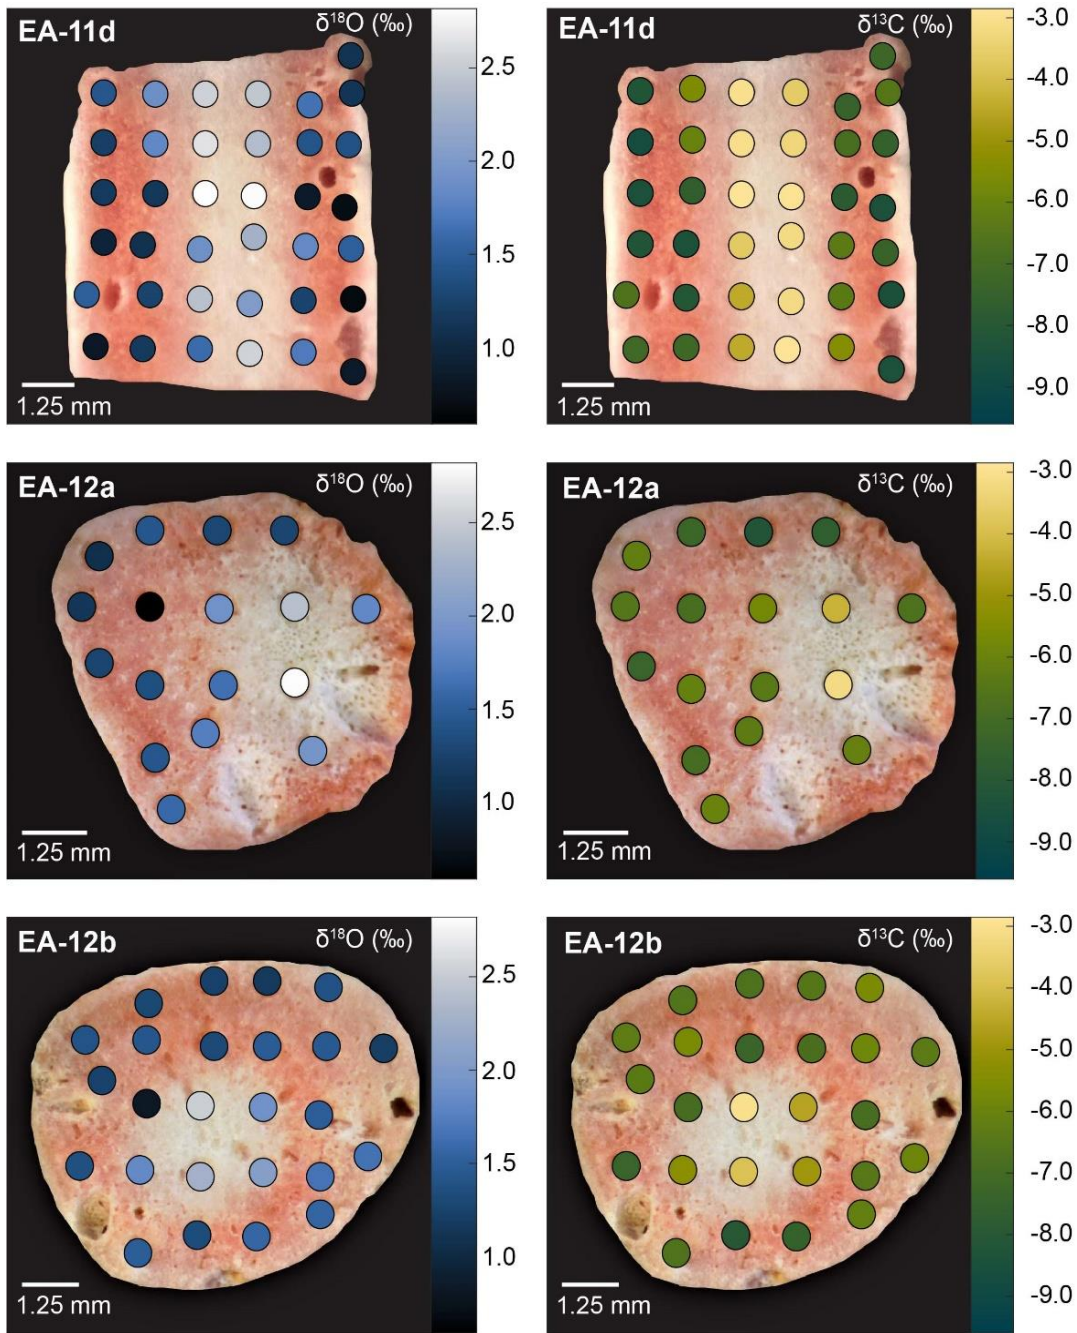 EA-11d δ¹⁸O (‰)
2.5
2.0
1.5
1.0
1.25 mm
EA-11d δ¹³C (‰)
-3.0
-4.0
-5.0
-6.0
-7.0
-8.0
-9.0
1.25 mm
EA-12a δ¹⁸O (‰)
2.5
2.0
1.5
1.0
1.25 mm
EA-12a δ¹³C (‰)
-3.0
-4.0
-5.0
-6.0
-7.0
-8.0
-9.0
1.25 mm
EA-12b δ¹⁸O (‰)
2.5
2.0
1.5
1.0
1.25 mm
EA-12b δ¹³C (‰)
-3.0
-4.0
-5.0
-6.0
-7.0
-8.0
-9.0
1.25 mm